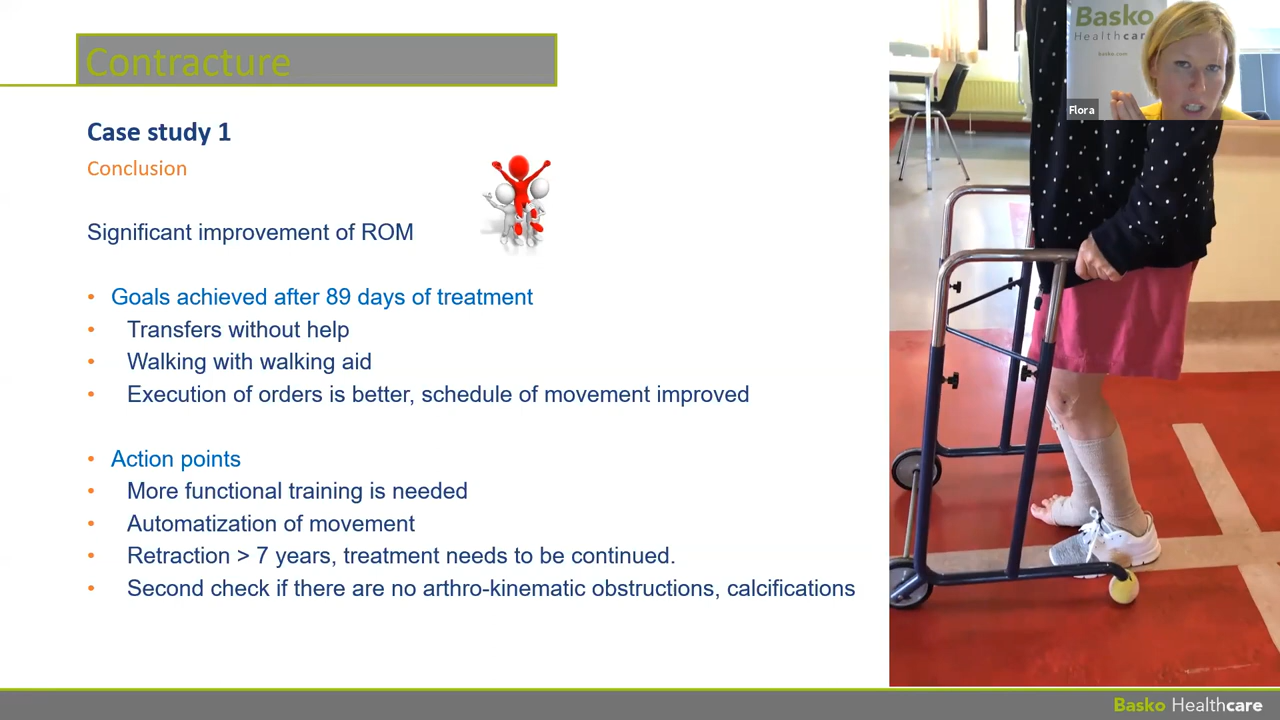 Contracture
Case study 1
Conclusion
Significant improvement of ROM
• Goals achieved after 89 days of treatment
• Transfers without help
• Walking with walking aid
• Execution of orders is better, schedule of movement improved
• Action points
• More functional training is needed
• Automatization of movement
• Retraction > 7 years, treatment needs to be continued.
• Second check if there are no arthro-kinematic obstructions, calcifications
Basko
Healthcare
basko.com
Flora
Basko Healthcare